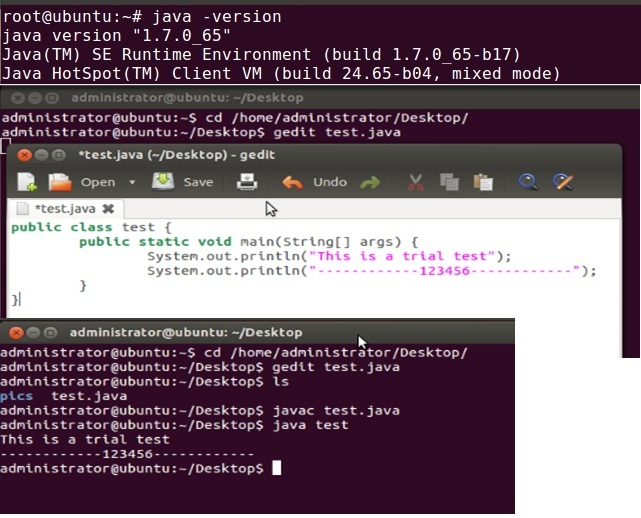 root@ubuntu:~# java -version
java version "1.7.0_65"
Java(TM) SE Runtime Environment (build 1.7.0_65-b17)
Java HotSpot(TM) Client VM (build 24.65-b04, mixed mode)
administrator@ubuntu: ~/Desktop
administrator@ubuntu:~$ cd /home/administrator/Desktop/
administrator@ubuntu:~/Desktop$ gedit test.java
*test.java (~/Desktop) - gedit
Open Save Undo
*test.java
public class test {
public static void main(String[] args) {
System.out.println("This is a trial test");
System.out.println("------------123456------------");
}
}
administrator@ubuntu: ~/Desktop
administrator@ubuntu:~$ cd /home/administrator/Desktop/
administrator@ubuntu:~/Desktop$ gedit test.java
administrator@ubuntu:~/Desktop$ ls
pics test.java
administrator@ubuntu:~/Desktop$ javac test.java
administrator@ubuntu:~/Desktop$ java test
This is a trial test
------------123456------------
administrator@ubuntu:~/Desktop$